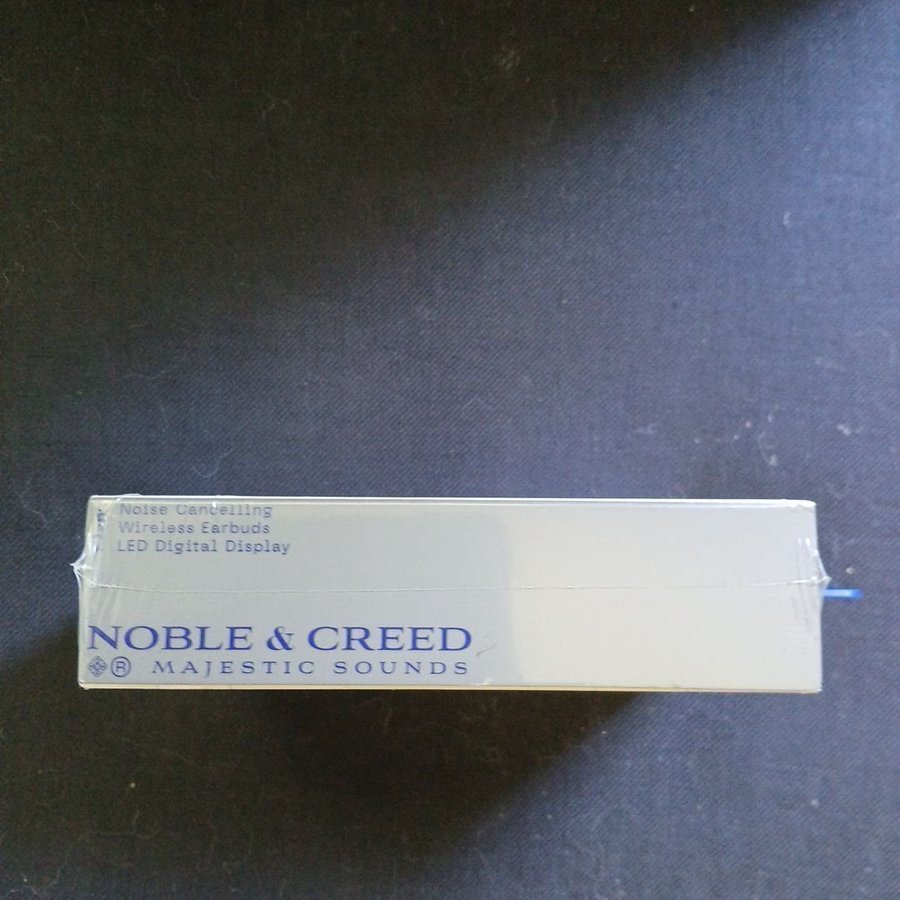 Noise Cancelling
Wireless Earbuds
LED Digital Display
NOBLE & CREED
® MAJESTIC SOUNDS